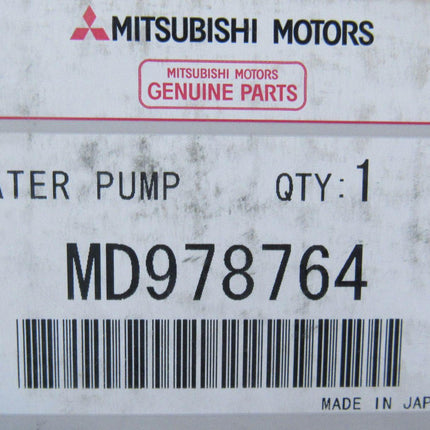 MITSUBISHI MOTORS
MITSUBISHI MOTORS
GENUINE PARTS
ATER PUMP QTY:1
MD978764
MADE IN JAP